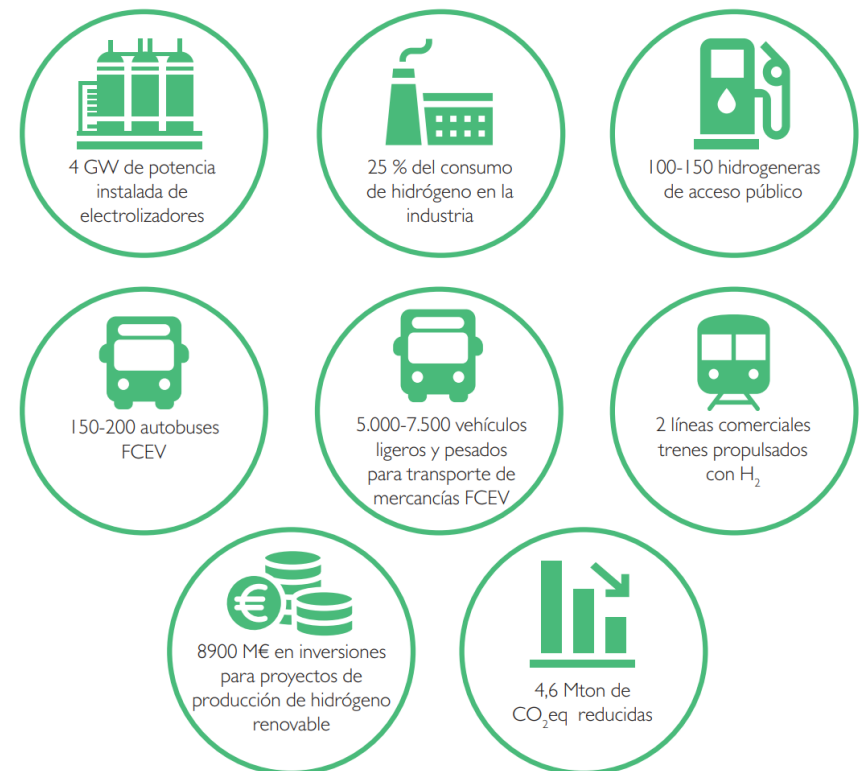 4 GW de potencia
instalada de
electrolizadores
25 % del consumo
de hidrógeno en la
industria
100-150 hidrogeneras
de acceso público
150-200 autobuses
FCEV
5.000-7.500 vehículos
ligeros y pesados
para transporte de
mercancías FCEV
2 líneas comerciales
trenes propulsados
con H₂
€
8900 M€ en inversiones
para proyectos de
producción de hidrógeno
renovable
4,6 Mton de
CO₂eq reducidas